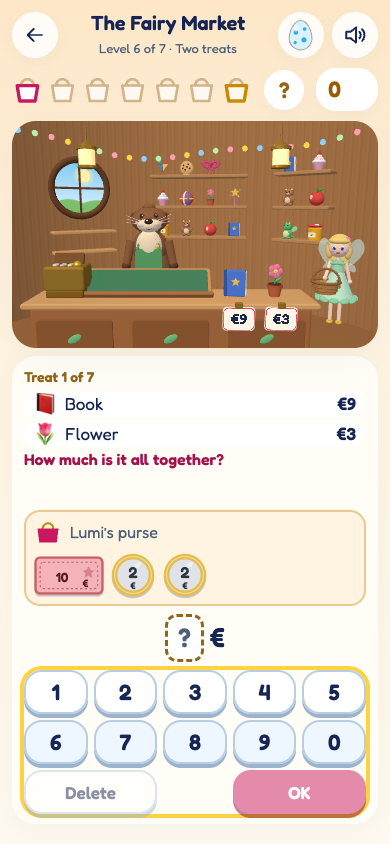 The Fairy Market
Level 6 of 7 · Two treats
?
0
€9
€3
Treat 1 of 7
Book €9
Flower €3
How much is it all together?
Lumi's purse
10 €
2 €
2 €
? €
1 2 3 4 5
6 7 8 9 0
Delete OK